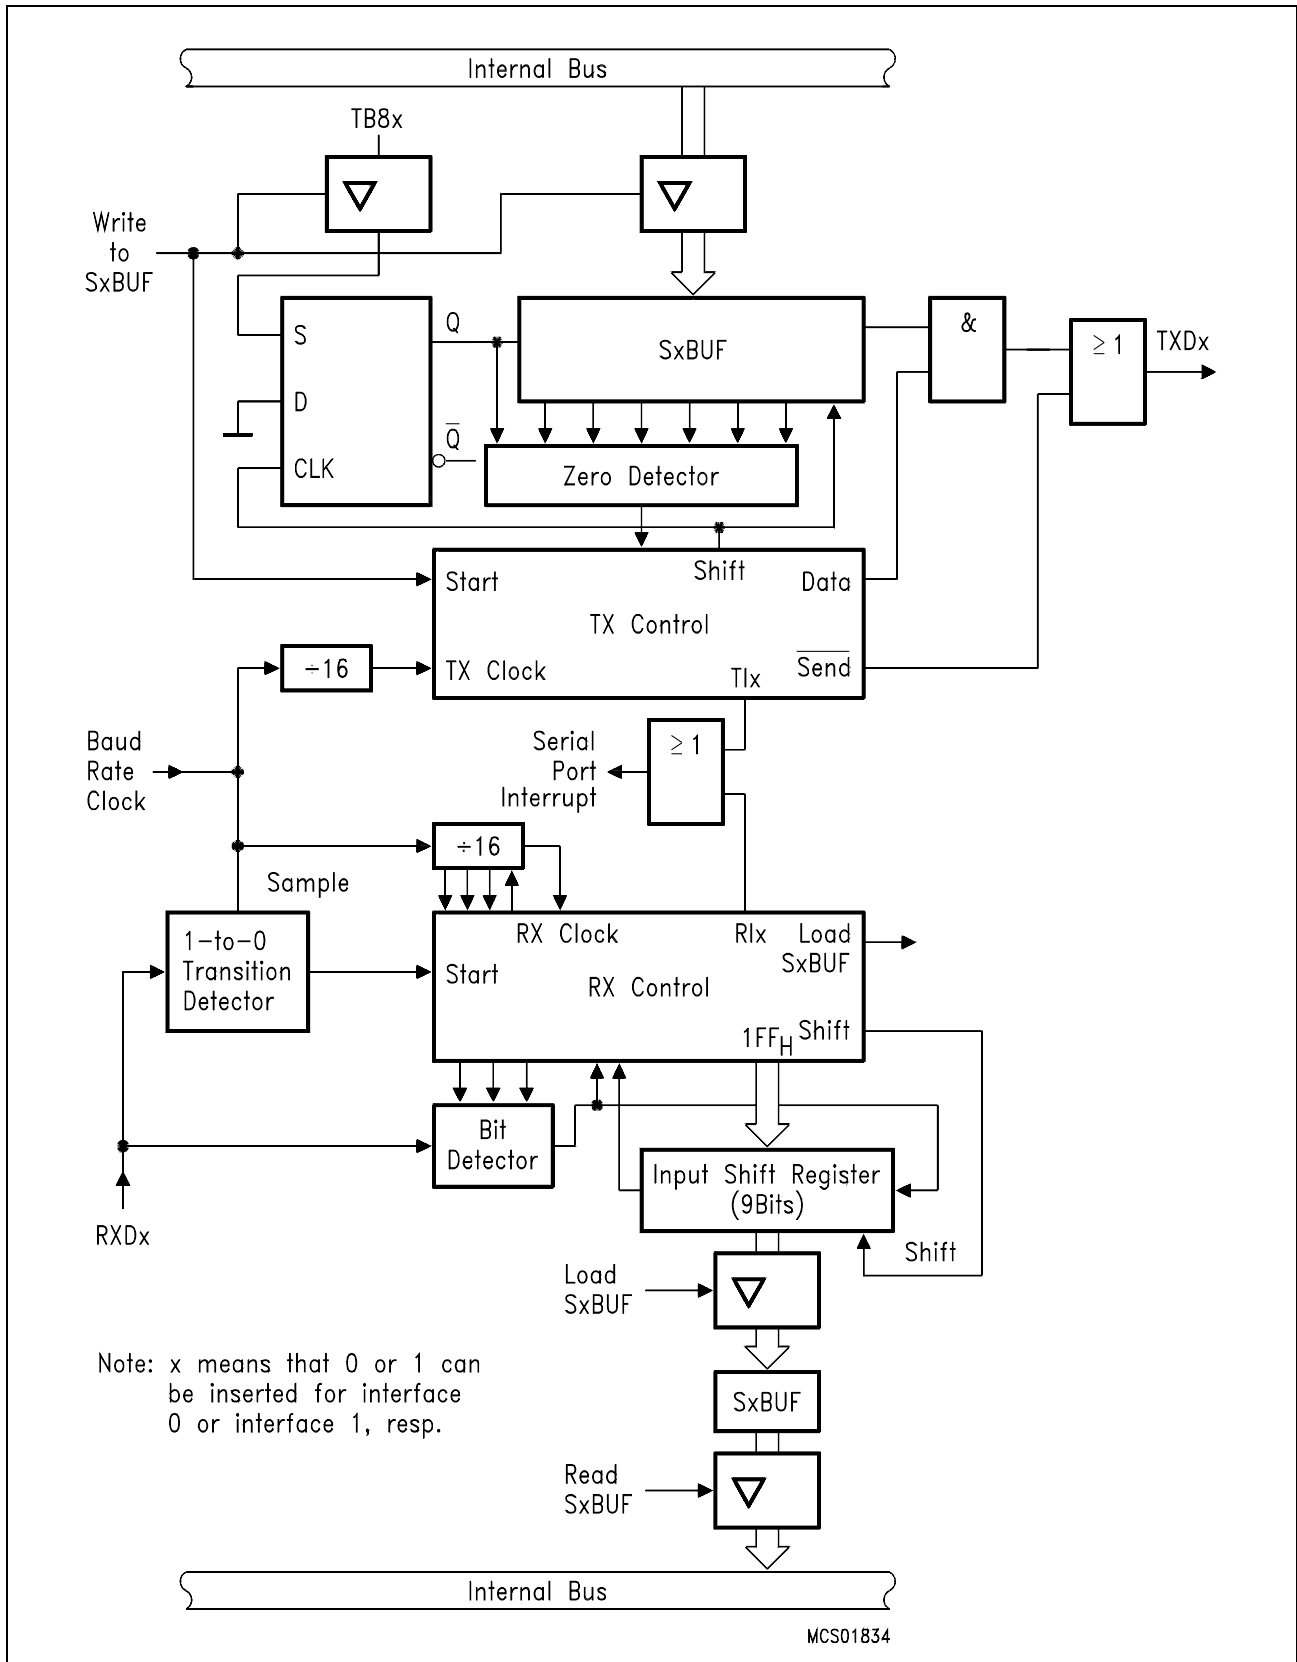 Internal Bus
TB8x
Write
to
SxBUF
S
Q
SxBUF
&
≥ 1
TXDx
D
Q̅
CLK
Zero Detector
Shift
Start
Data
TX Control
÷16
TX Clock
TIx
S̅e̅n̅d̅
Baud
Rate
Clock
Serial
Port
Interrupt
≥ 1
÷16
Sample
RX Clock
RIx
Load
SxBUF
1-to-0
Transition
Detector
Start
RX Control
1FFH
Shift
Bit
Detector
Input Shift Register
(9Bits)
RXDx
Shift
Load
SxBUF
Note: x means that 0 or 1 can
be inserted for interface
0 or interface 1, resp.
SxBUF
Read
SxBUF
Internal Bus
MCS01834